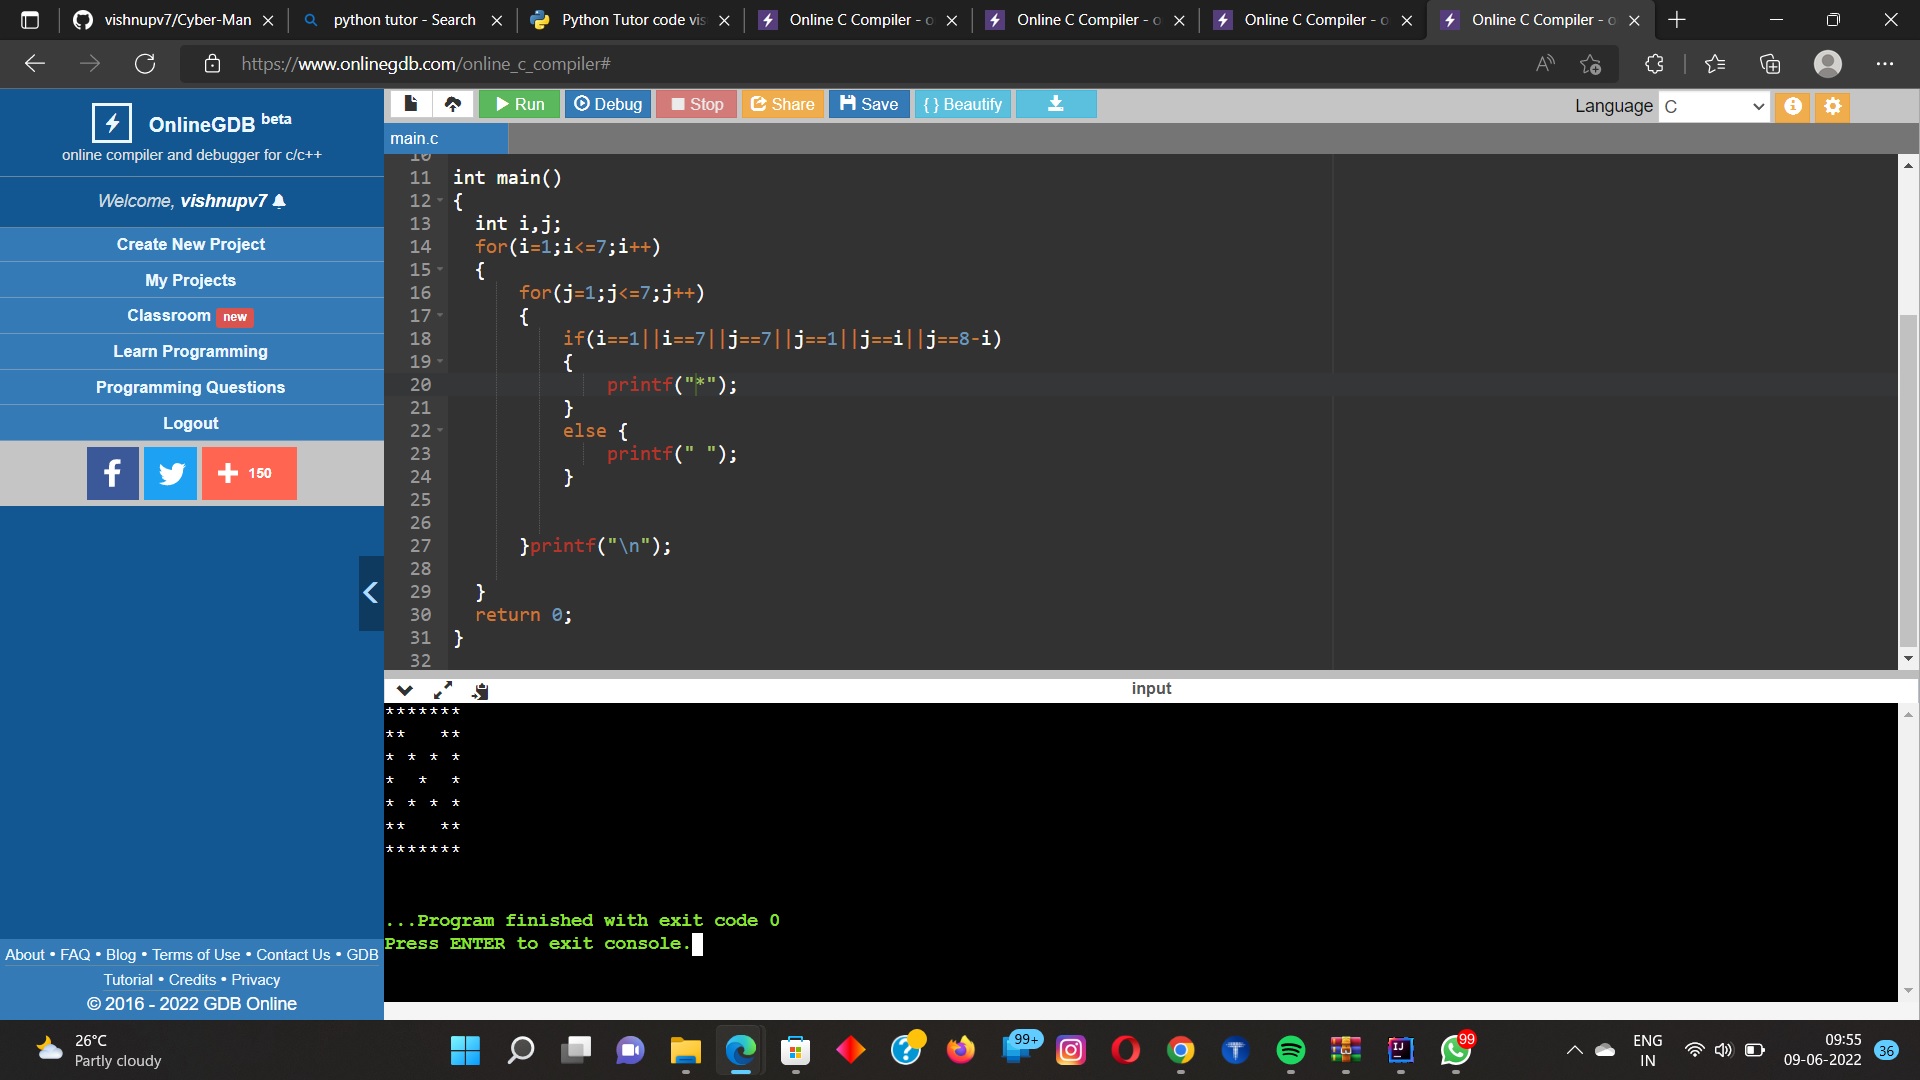 vishnupv7/Cyber-Man
python tutor - Search
Python Tutor code vis
Online C Compiler - o
Online C Compiler - o
Online C Compiler - o
Online C Compiler - o
https://www.onlinegdb.com/online_c_compiler#
OnlineGDB beta
online compiler and debugger for c/c++
Welcome, vishnupv7
Create New Project
My Projects
Classroom new
Learn Programming
Programming Questions
Logout
150
About • FAQ • Blog • Terms of Use • Contact Us • GDB
Tutorial • Credits • Privacy
© 2016 - 2022 GDB Online
Run Debug Stop Share Save {} Beautify
Language C
main.c
10
11 int main()
12 {
13   int i,j;
14   for(i=1;i<=7;i++)
15   {
16       for(j=1;j<=7;j++)
17       {
18           if(i==1||i==7||j==7||j==1||j==i||j==8-i)
19           {
20               printf("*");
21           }
22           else {
23               printf(" ");
24           }
25
26
27       }printf("\n");
28
29   }
30   return 0;
31 }
32
input
*******
**   **
* * * *
*  *  *
* * * *
**   **
*******
...Program finished with exit code 0
Press ENTER to exit console.
26°C
Partly cloudy
99+
99
ENG
IN
09:55
09-06-2022
36